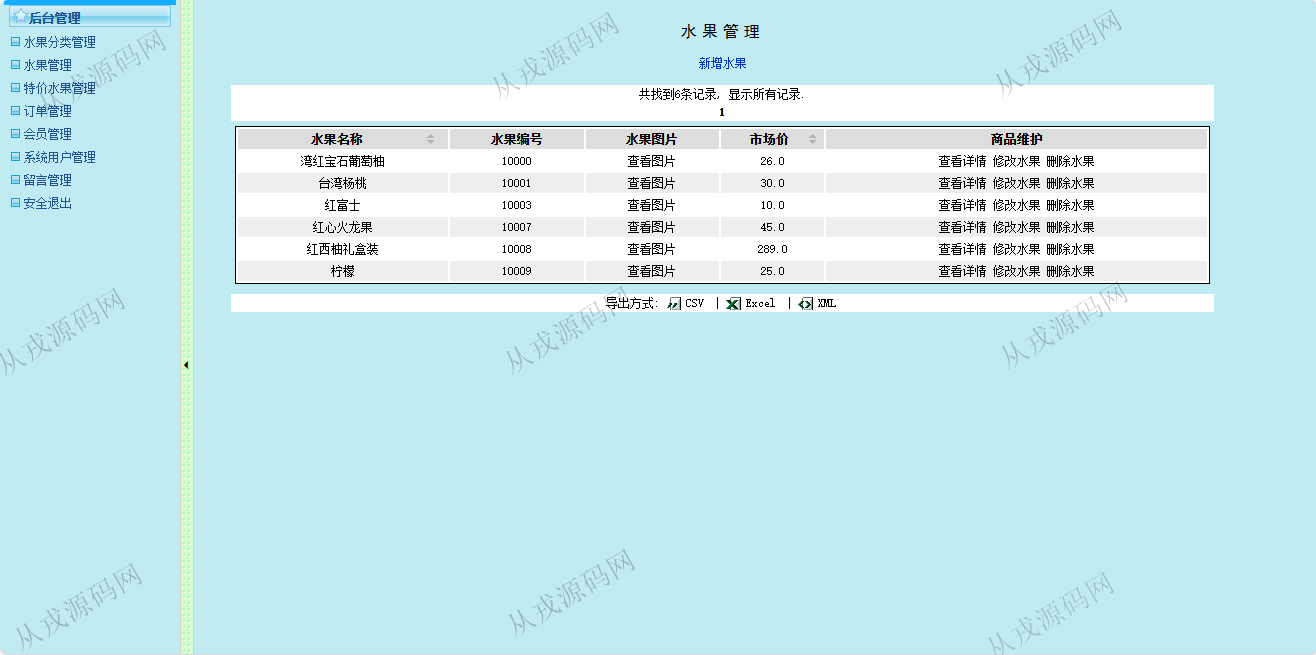 后台管理
水果分类管理
水果管理
特价水果管理
订单管理
会员管理
系统用户管理
留言管理
安全退出
水果管理
新增水果
共找到6条记录, 显示所有记录.
1
水果名称 水果编号 水果图片 市场价 商品维护
湾红宝石葡萄柚 10000 查看图片 26.0 查看详情 修改水果 删除水果
台湾杨桃 10001 查看图片 30.0 查看详情 修改水果 删除水果
红富士 10003 查看图片 10.0 查看详情 修改水果 删除水果
红心火龙果 10007 查看图片 45.0 查看详情 修改水果 删除水果
红西柚礼盒装 10008 查看图片 289.0 查看详情 修改水果 删除水果
柠檬 10009 查看图片 25.0 查看详情 修改水果 删除水果
导出方式: CSV | Excel | XML
从戎源码网
从戎源码网
从戎源码网
从戎源码网
从戎源码网
从戎源码网
从戎源码网
从戎源码网
从戎源码网